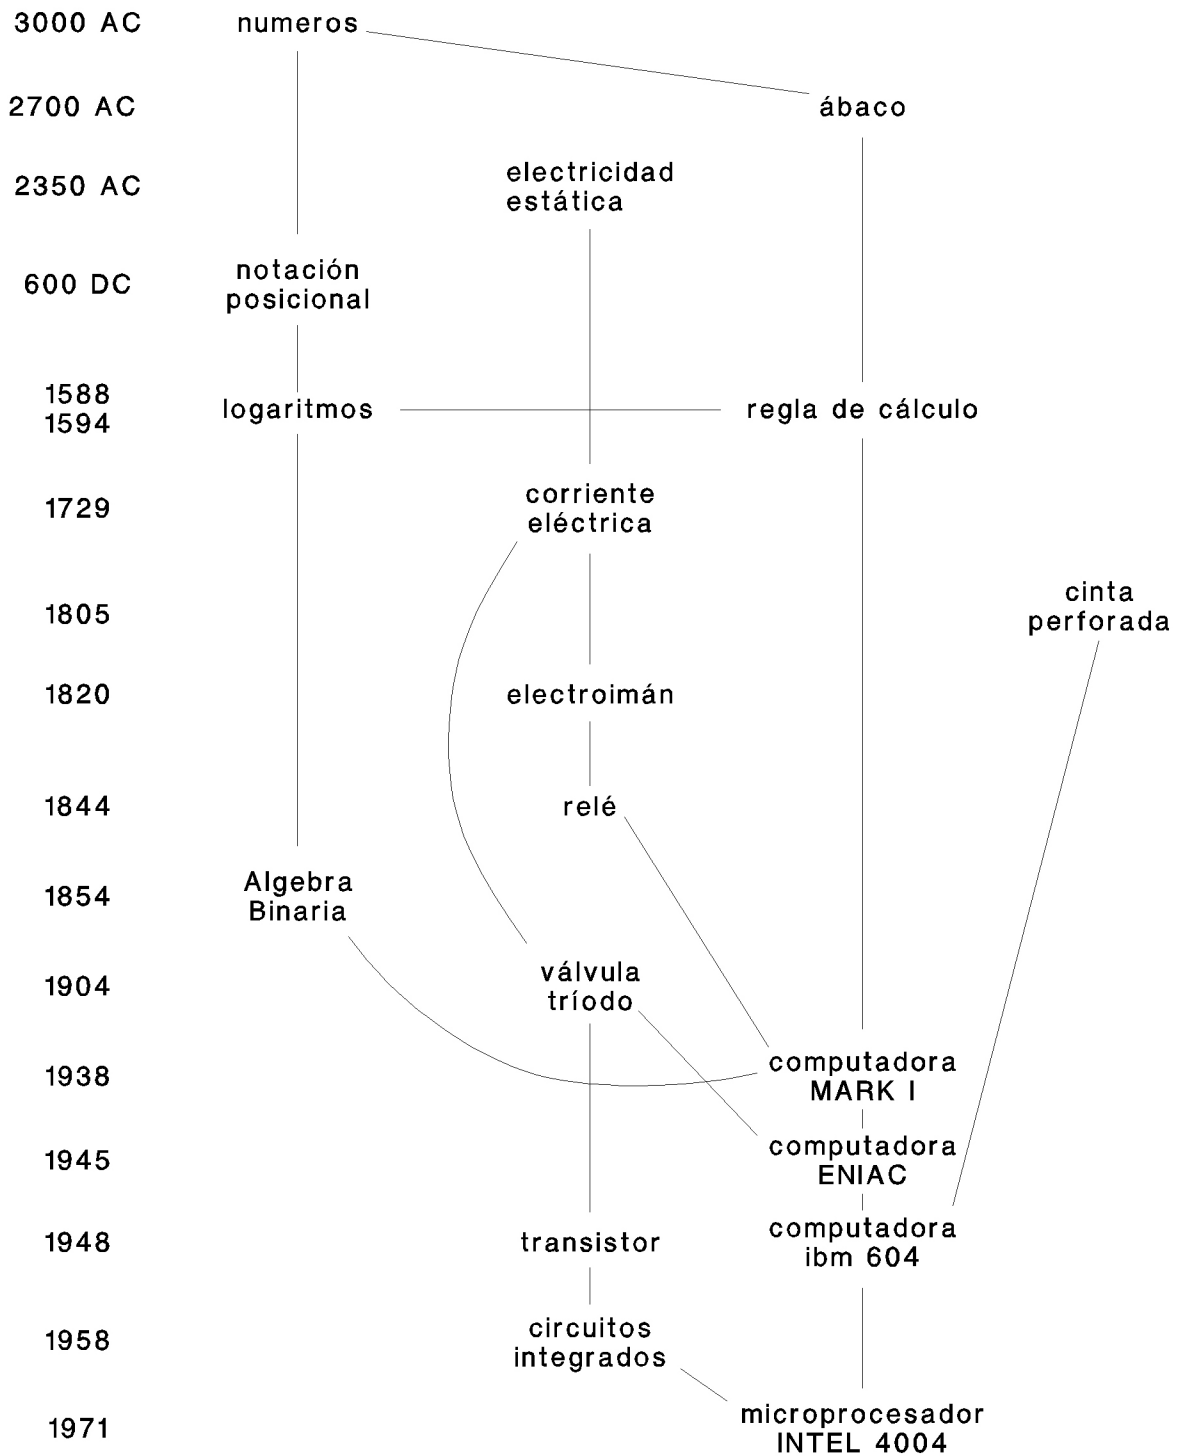 3000 AC
numeros
2700 AC
ábaco
2350 AC
electricidad
estática
600 DC
notación
posicional
1588
1594
logaritmos
regla de cálculo
1729
corriente
eléctrica
1805
cinta
perforada
1820
electroimán
1844
relé
1854
Algebra
Binaria
1904
válvula
tríodo
1938
computadora
MARK I
1945
computadora
ENIAC
1948
transistor
computadora
ibm 604
1958
circuitos
integrados
1971
microprocesador
INTEL 4004